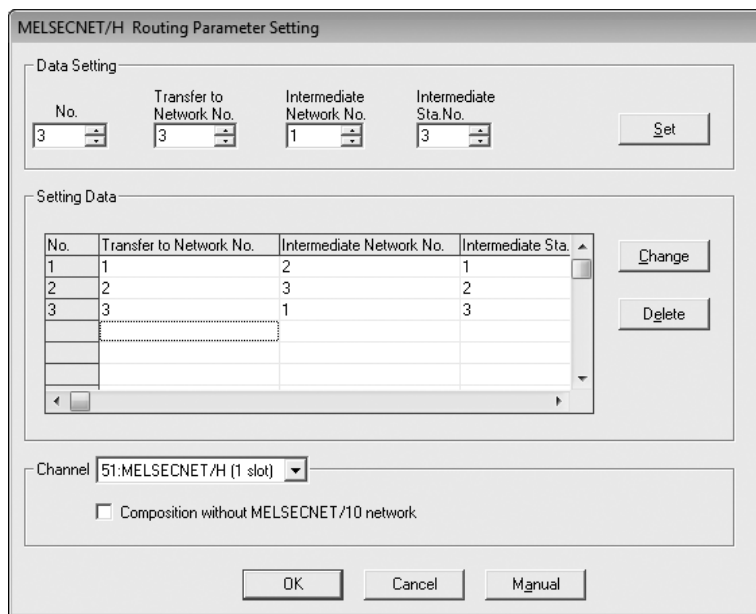 MELSECNET/H Routing Parameter Setting
Data Setting
No.
Transfer to
Network No.
Intermediate
Network No.
Intermediate
Sta.No.
3 3 1 3
Set
Setting Data
No. Transfer to Network No. Intermediate Network No. Intermediate Sta.
1 1 2 1
2 2 3 2
3 3 1 3
Change
Delete
Channel 51:MELSECNET/H (1 slot)
Composition without MELSECNET/10 network
OK Cancel Manual